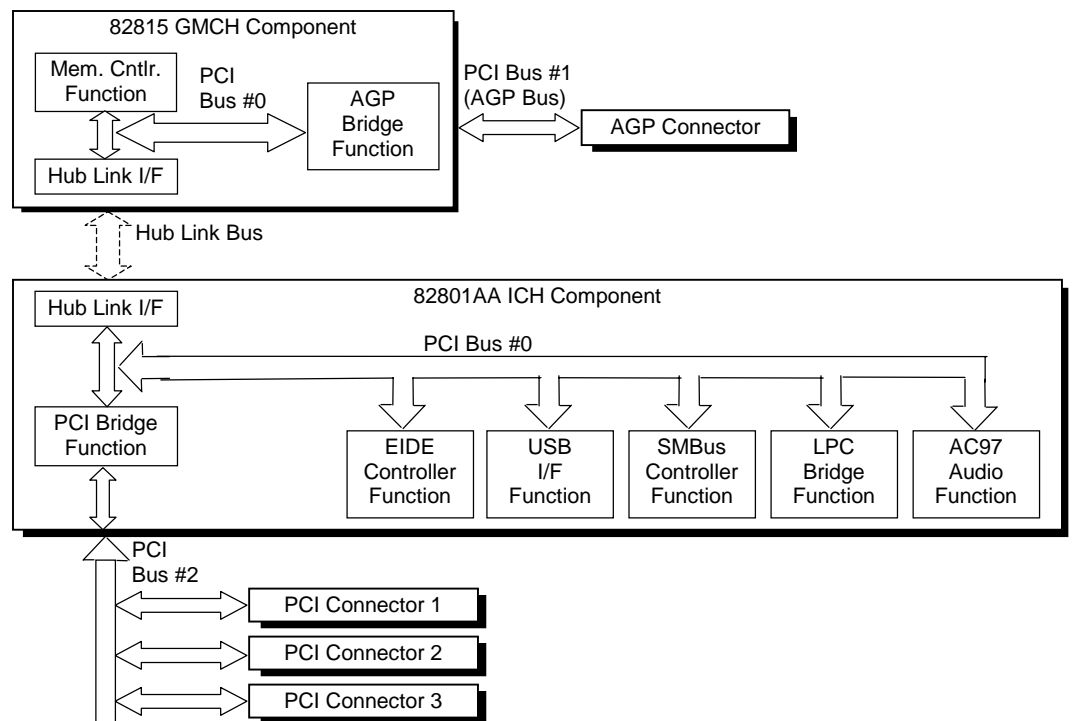 82815 GMCH Component
Mem. Cntlr.
Function
PCI
Bus #0
AGP
Bridge
Function
Hub Link I/F
PCI Bus #1
(AGP Bus)
AGP Connector
Hub Link Bus
82801AA ICH Component
Hub Link I/F
PCI Bus #0
PCI Bridge
Function
EIDE
Controller
Function
USB
I/F
Function
SMBus
Controller
Function
LPC
Bridge
Function
AC97
Audio
Function
PCI
Bus #2
PCI Connector 1
PCI Connector 2
PCI Connector 3